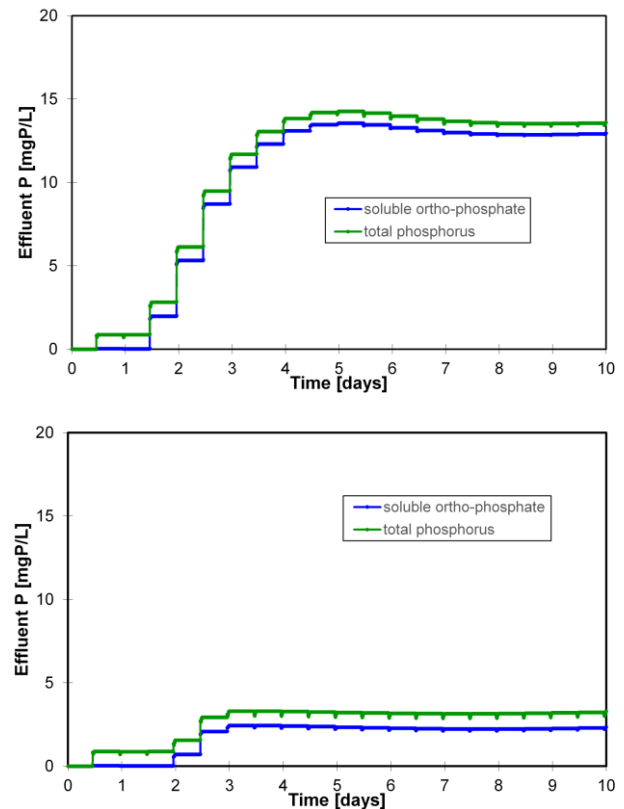 20
15
10
5
0
Effluent P [mgP/L]
soluble ortho-phosphate
total phosphorus
0 1 2 3 4 5 6 7 8 9 10
Time [days]
20
15
10
5
0
Effluent P [mgP/L]
soluble ortho-phosphate
total phosphorus
0 1 2 3 4 5 6 7 8 9 10
Time [days]